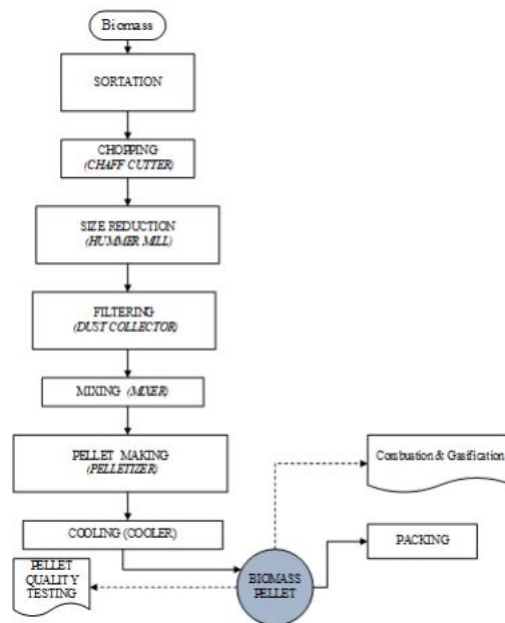 Biomass
SORTATION
CHOPPING
(CHAFF CUTTER)
SIZE REDUCTION
(HUMMER MILL)
FILTERING
(DUST COLLECTOR)
MIXING (MIXER)
PELLET MAKING
(PELLETIZER)
Combustion & Gasification
COOLING (COOLER)
PACKING
PELLET
QUALITY
TESTING
BIOMASS
PELLET